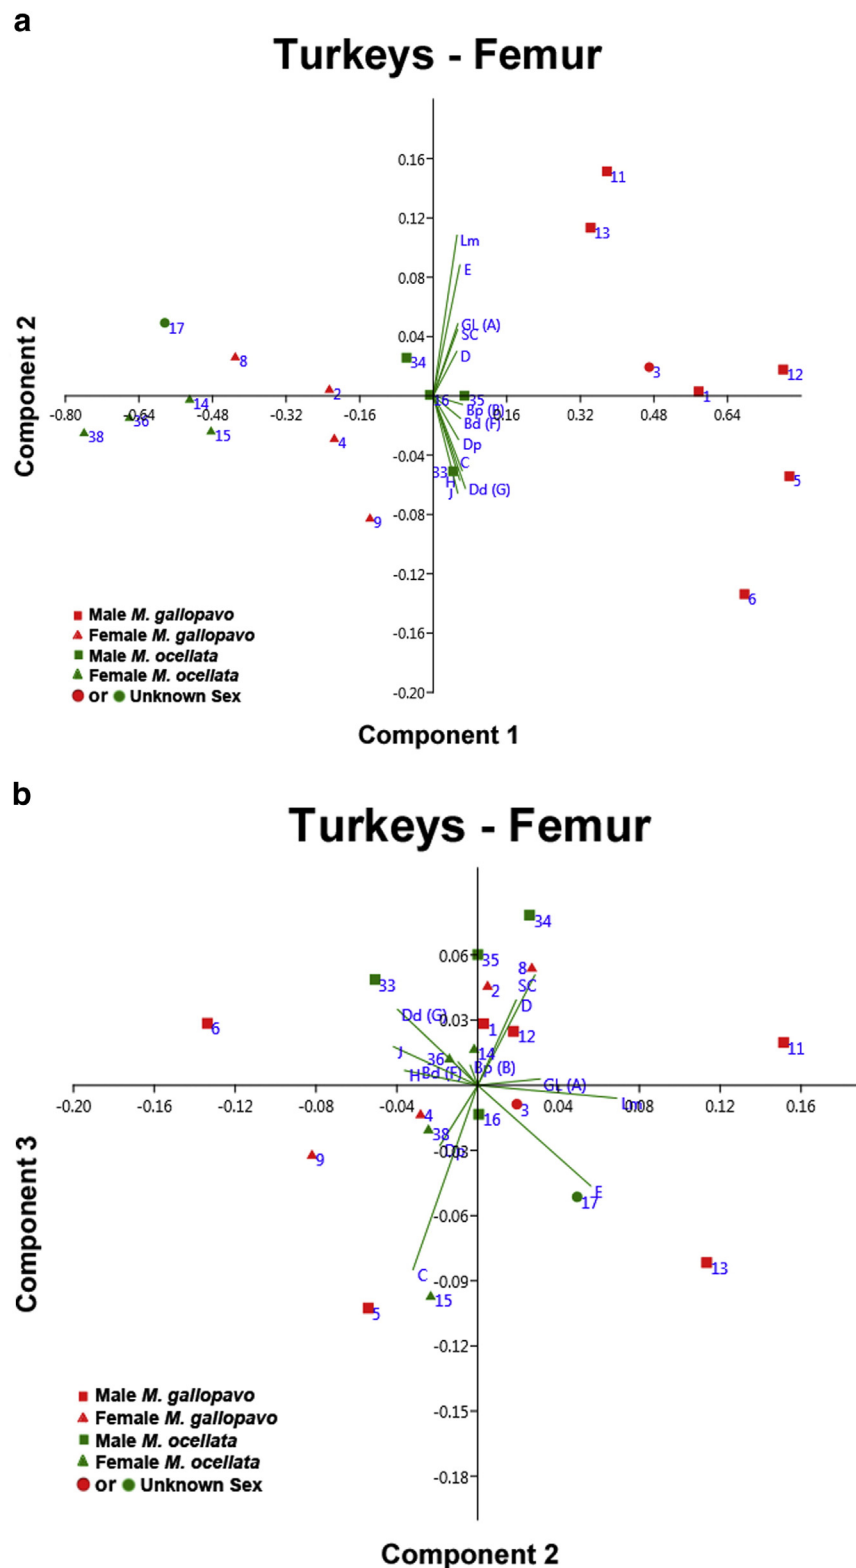 a
Turkeys - Femur
Component 2
0.16
0.12
0.08
0.04
-0.04
-0.08
-0.12
-0.16
-0.20
-0.80 -0.64 -0.48 -0.32 -0.16 0.16 0.32 0.48 0.64
11
13
Lm
E
GL (A)
SC
D
17
8
34
3
12
2
14
16
35
1
Bp (B)
36
38
15
4
Bd (F)
Dp
C
33
H
Dd (G)
J
5
9
6
Male M. gallopavo
Female M. gallopavo
Male M. ocellata
Female M. ocellata
or Unknown Sex
Component 1
b
Turkeys - Femur
Component 3
0.06
0.03
-0.03
-0.06
-0.09
-0.12
-0.15
-0.18
-0.20 -0.16 -0.12 -0.08 -0.04 0.04 0.08 0.12 0.16
34
35
8
33
2
SC
D
Dd (G)
6
1
12
11
J
36
14
Bp (B)
H
Bd (F)
GL (A)
Lm
4
16
3
38
Dp
9
E
17
13
C
15
5
Male M. gallopavo
Female M. gallopavo
Male M. ocellata
Female M. ocellata
or Unknown Sex
Component 2